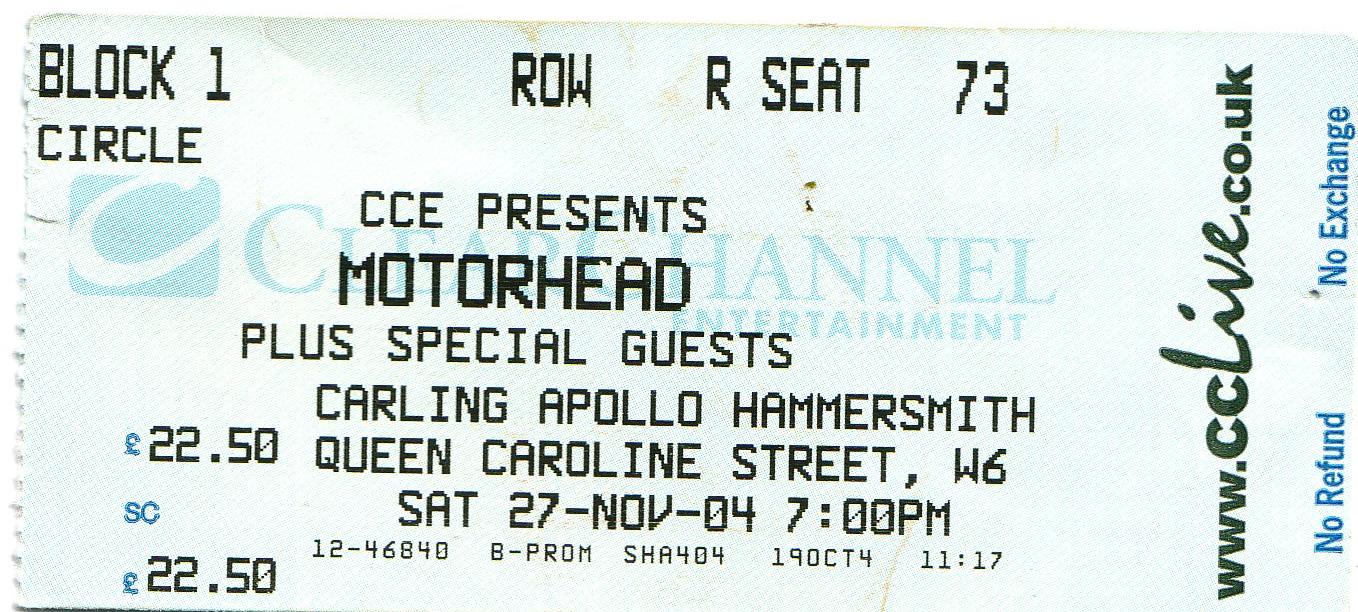 BLOCK 1 ROW R SEAT 73
CIRCLE
CCE PRESENTS
CLEARCHANNEL
MOTORHEAD
ENTERTAINMENT
PLUS SPECIAL GUESTS
CARLING APOLLO HAMMERSMITH
£22.50 QUEEN CAROLINE STREET, W6
SC SAT 27-NOV-04 7:00PM
£22.50 12-46840 B-PROM SHA404 19OCT4 11:17
www.ccLive.co.uk
No Refund No Exchange